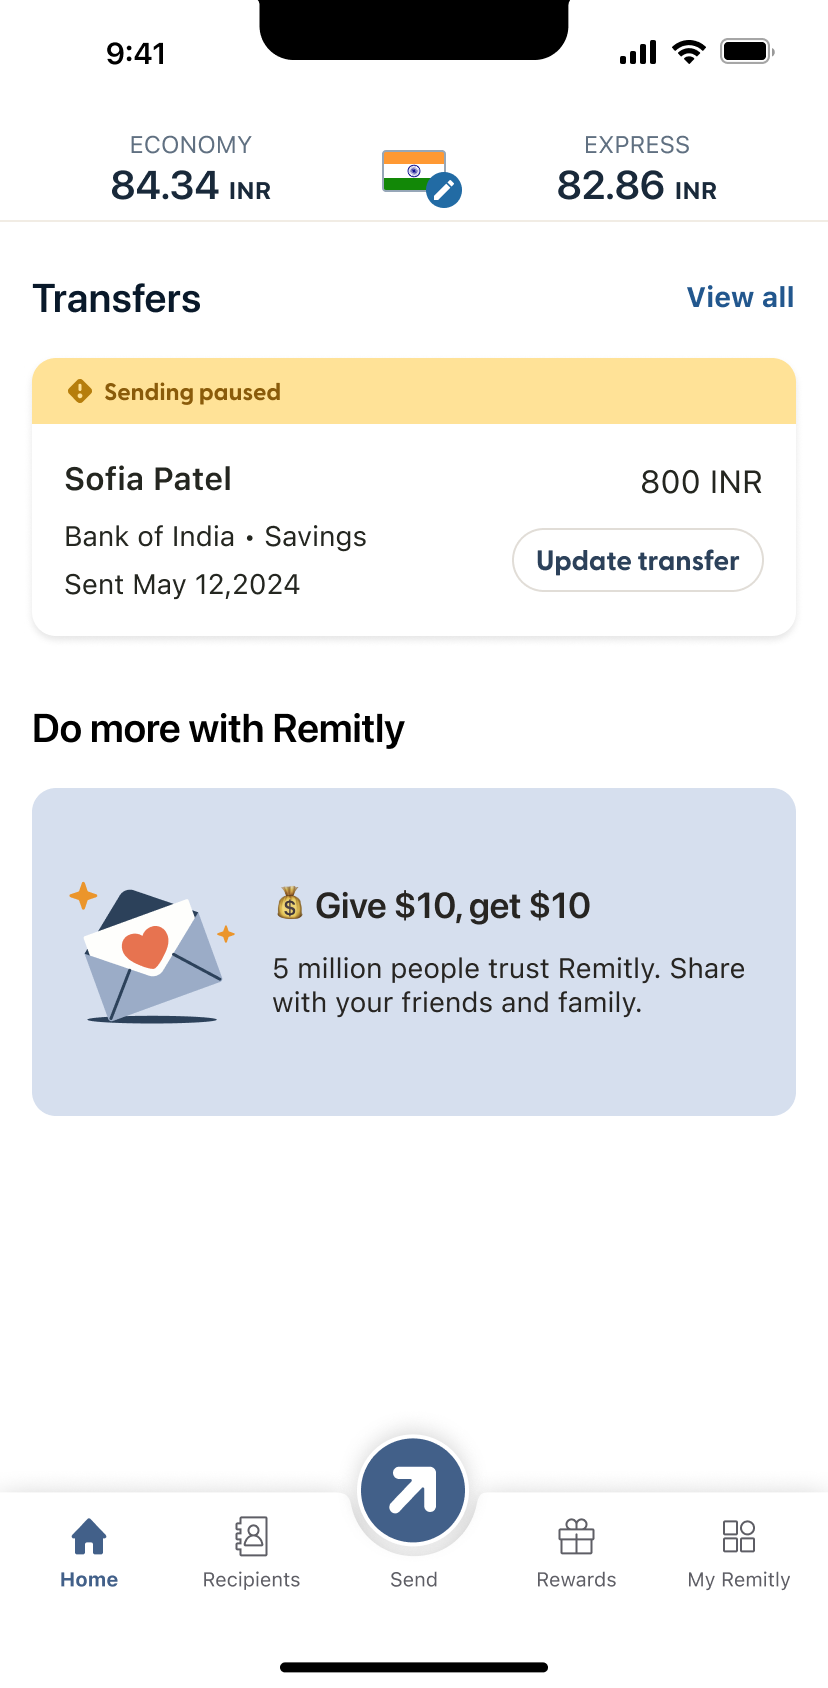 9:41
ECONOMY
84.34 INR
EXPRESS
82.86 INR
Transfers
View all
Sending paused
Sofia Patel
800 INR
Bank of India • Savings
Sent May 12,2024
Update transfer
Do more with Remitly
💰 Give $10, get $10
5 million people trust Remitly. Share
with your friends and family.
Home
Recipients
Send
Rewards
My Remitly